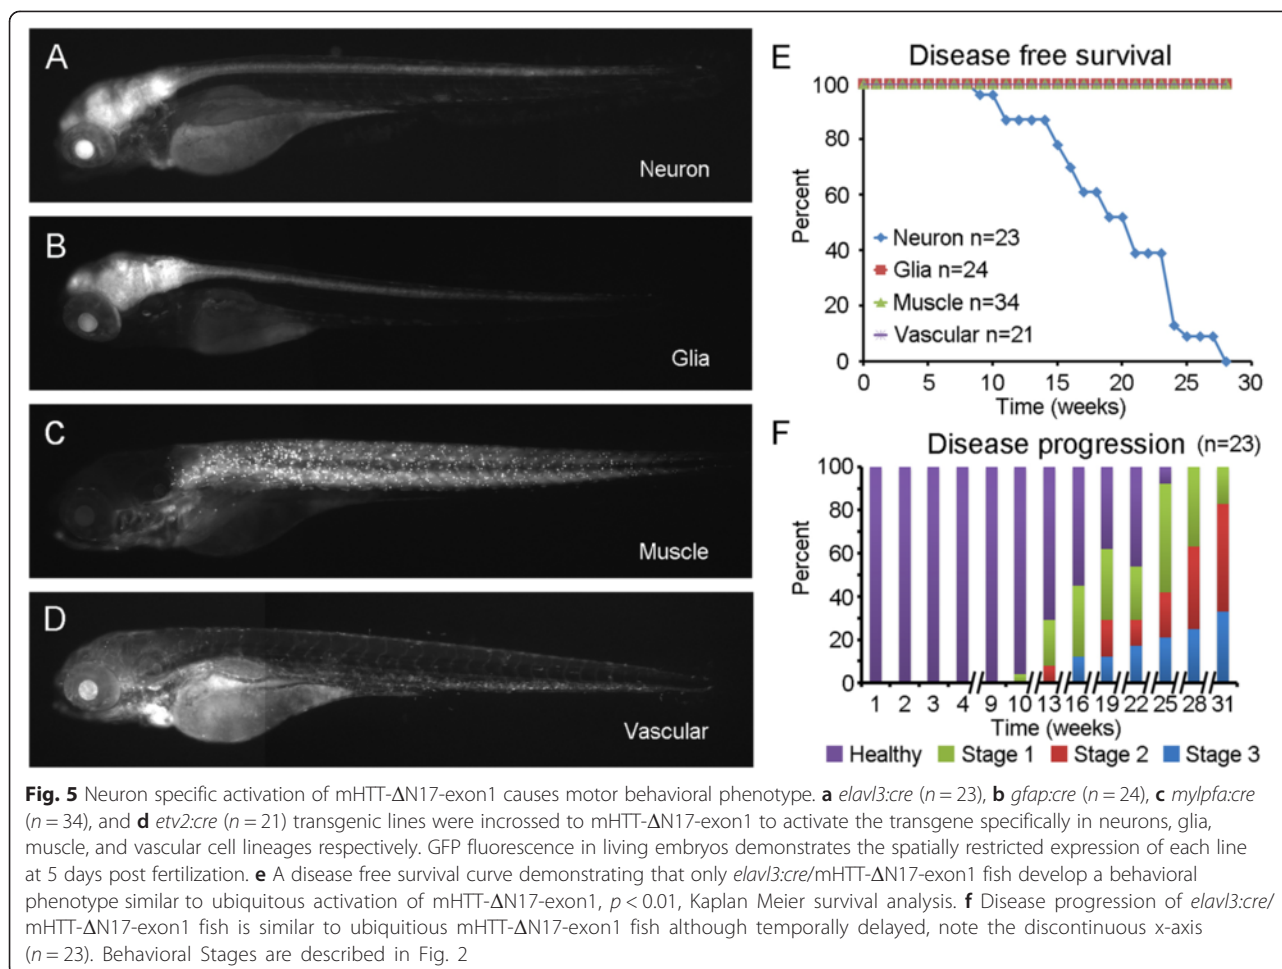 A
Neuron
B
Glia
C
Muscle
D
Vascular
E
Disease free survival
100
80
60
40
20
0
Percent
Neuron n=23
Glia n=24
Muscle n=34
Vascular n=21
0 5 10 15 20 25 30
Time (weeks)
F
Disease progression (n=23)
100
80
60
40
20
0
Percent
1 2 3 4 9 10 13 16 19 22 25 28 31
Time (weeks)
Healthy Stage 1 Stage 2 Stage 3
Fig. 5 Neuron specific activation of mHTT-ΔN17-exon1 causes motor behavioral phenotype. a elavl3:cre (n = 23), b gfap:cre (n = 24), c mylpfa:cre
(n = 34), and d etv2:cre (n = 21) transgenic lines were incrossed to mHTT-ΔN17-exon1 to activate the transgene specifically in neurons, glia,
muscle, and vascular cell lineages respectively. GFP fluorescence in living embryos demonstrates the spatially restricted expression of each line
at 5 days post fertilization. e A disease free survival curve demonstrating that only elavl3:cre/mHTT-ΔN17-exon1 fish develop a behavioral
phenotype similar to ubiquitous activation of mHTT-ΔN17-exon1, p < 0.01, Kaplan Meier survival analysis. f Disease progression of elavl3:cre/
mHTT-ΔN17-exon1 fish is similar to ubiquitious mHTT-ΔN17-exon1 fish although temporally delayed, note the discontinuous x-axis
(n = 23). Behavioral Stages are described in Fig. 2